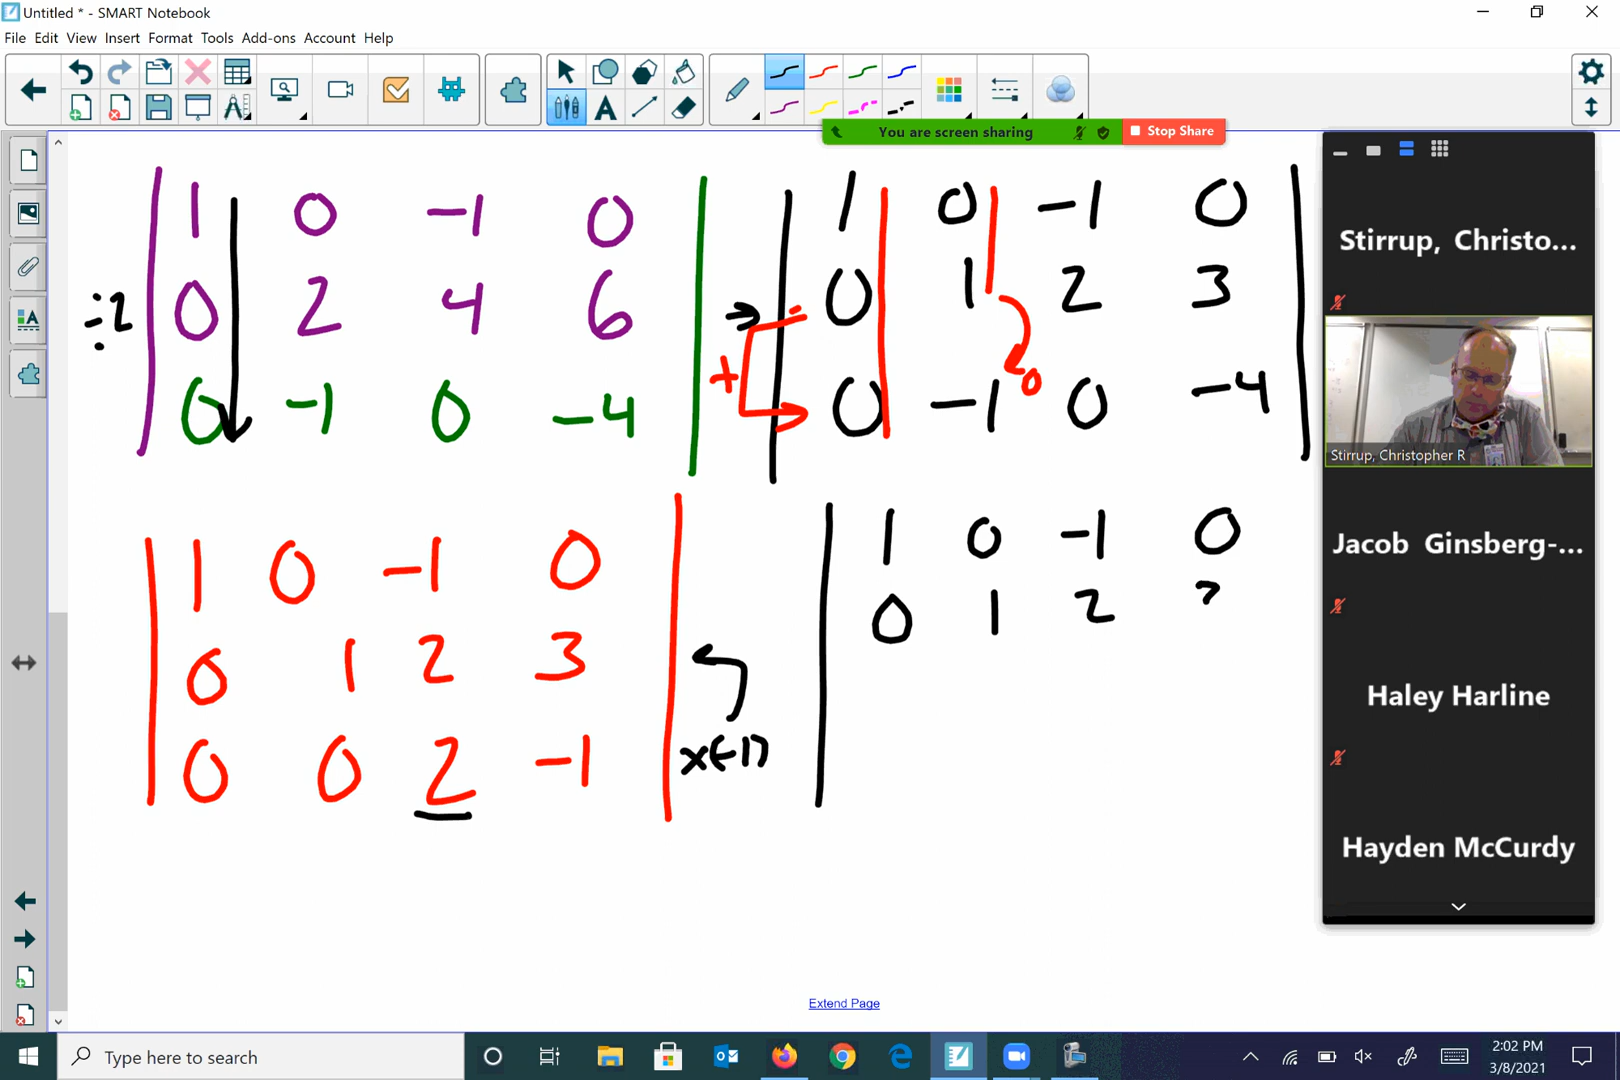 Untitled * - SMART Notebook
File Edit View Insert Format Tools Add-ons Account Help
You are screen sharing
Stop Share
1 0 -1 0
÷2 0 2 4 6
0 -1 0 -4
1 0 -1 0
0 1 2 3
+ 0 -1 0 0 -4
1 0 -1 0
0 1 2 3
0 0 2 -1
x(-1)
1 0 -1 0
0 1 2
Stirrup, Christo...
Stirrup, Christopher R
Jacob Ginsberg-...
Haley Harline
Hayden McCurdy
Extend Page
Type here to search
2:02 PM
3/8/2021